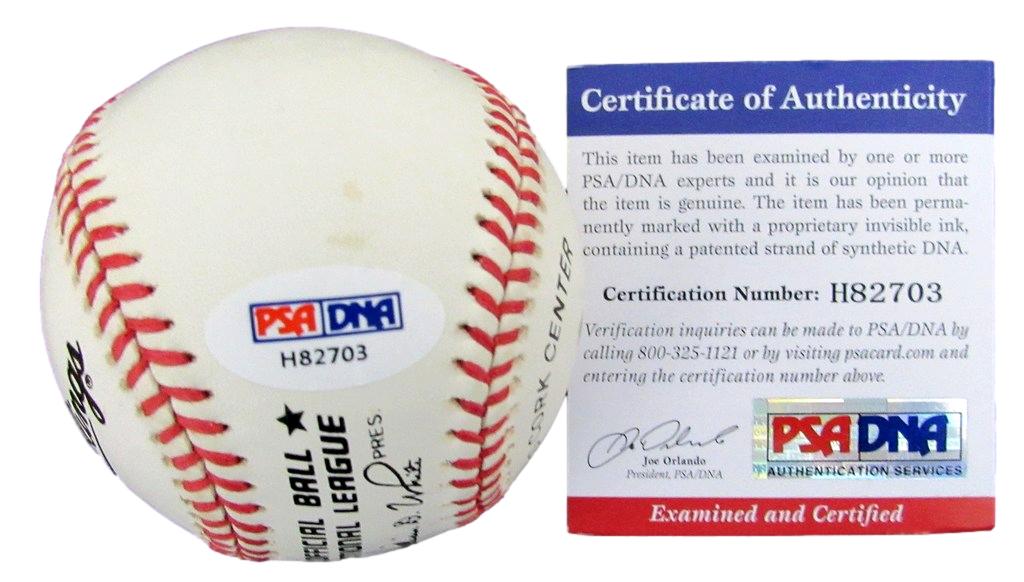 PSA DNA
H82703
CORK CENTER
BALL
LEAGUE
PRES.
White
Certificate of Authenticity
This item has been examined by one or more
PSA/DNA experts and it is our opinion that
the item is genuine. The item has been perma-
nently marked with a proprietary invisible ink,
containing a patented strand of synthetic DNA.
Certification Number: H82703
Verification inquiries can be made to PSA/DNA by
calling 800-325-1121 or by visiting psacard.com and
entering the certification number above.
Joe Orlando
President, PSA/DNA
PSA DNA
AUTHENTICATION SERVICES
Examined and Certified